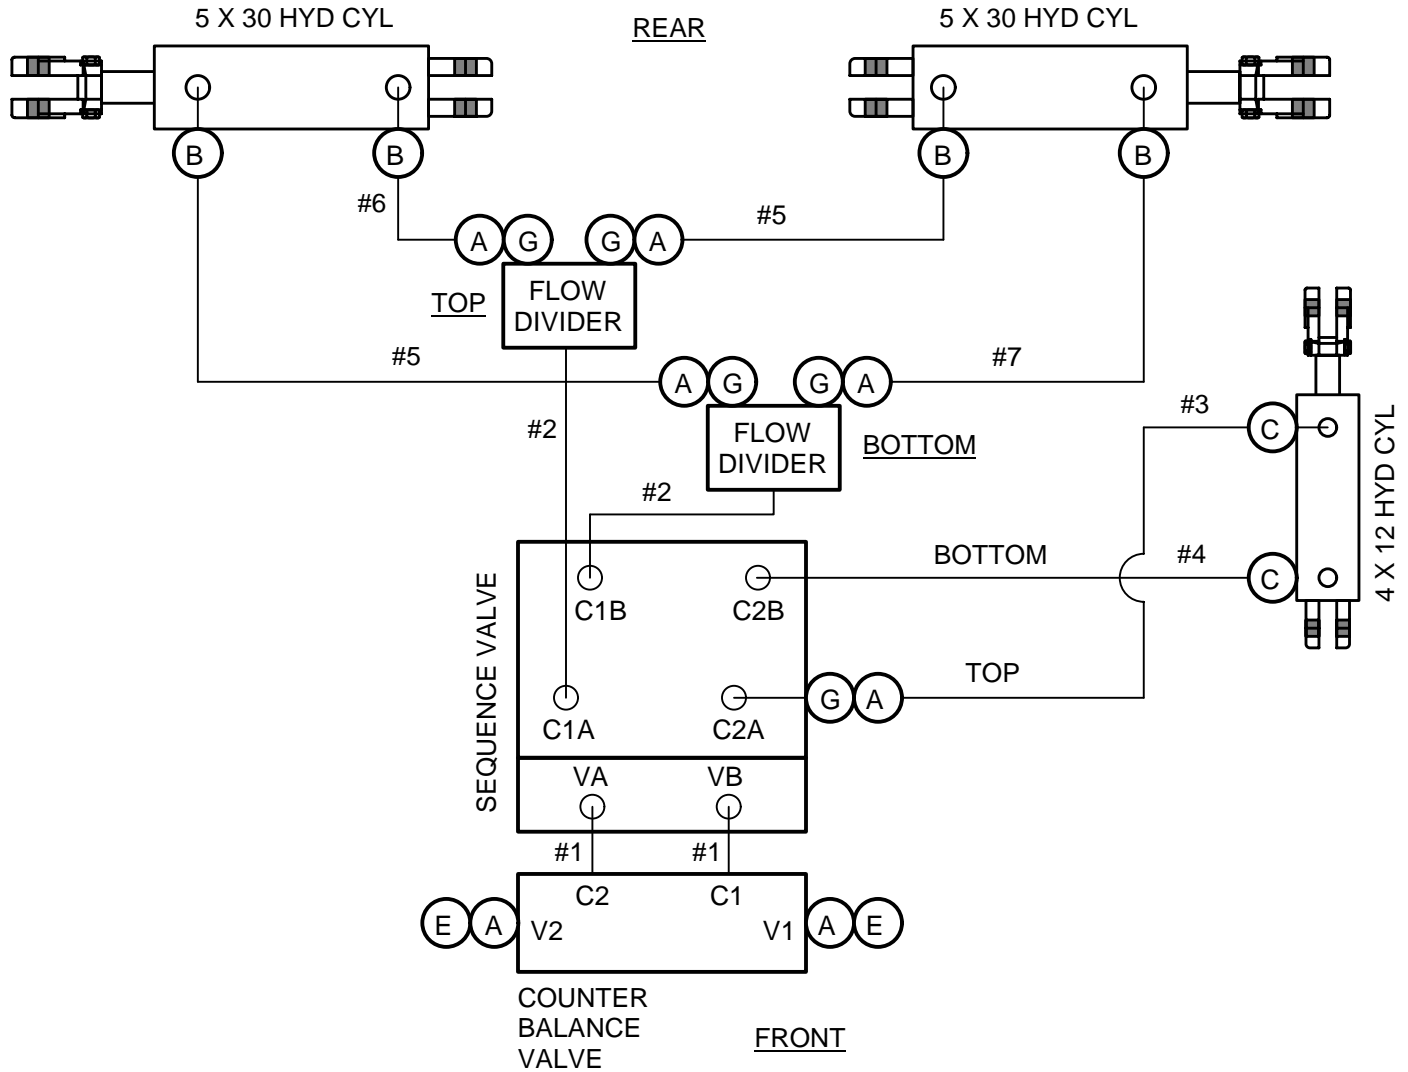 5 X 30 HYD CYL
REAR
5 X 30 HYD CYL
B
B
B
B
#6
#5
A
G
G
A
TOP
FLOW
DIVIDER
#5
#7
A
G
G
A
#2
FLOW
DIVIDER
BOTTOM
#3
C
4 X 12 HYD CYL
#2
BOTTOM
#4
C
C1B
C2B
SEQUENCE VALVE
TOP
G
A
C1A
C2A
VA
VB
#1
#1
C2
C1
E
A
V2
V1
A
E
COUNTER
BALANCE
VALVE
FRONT